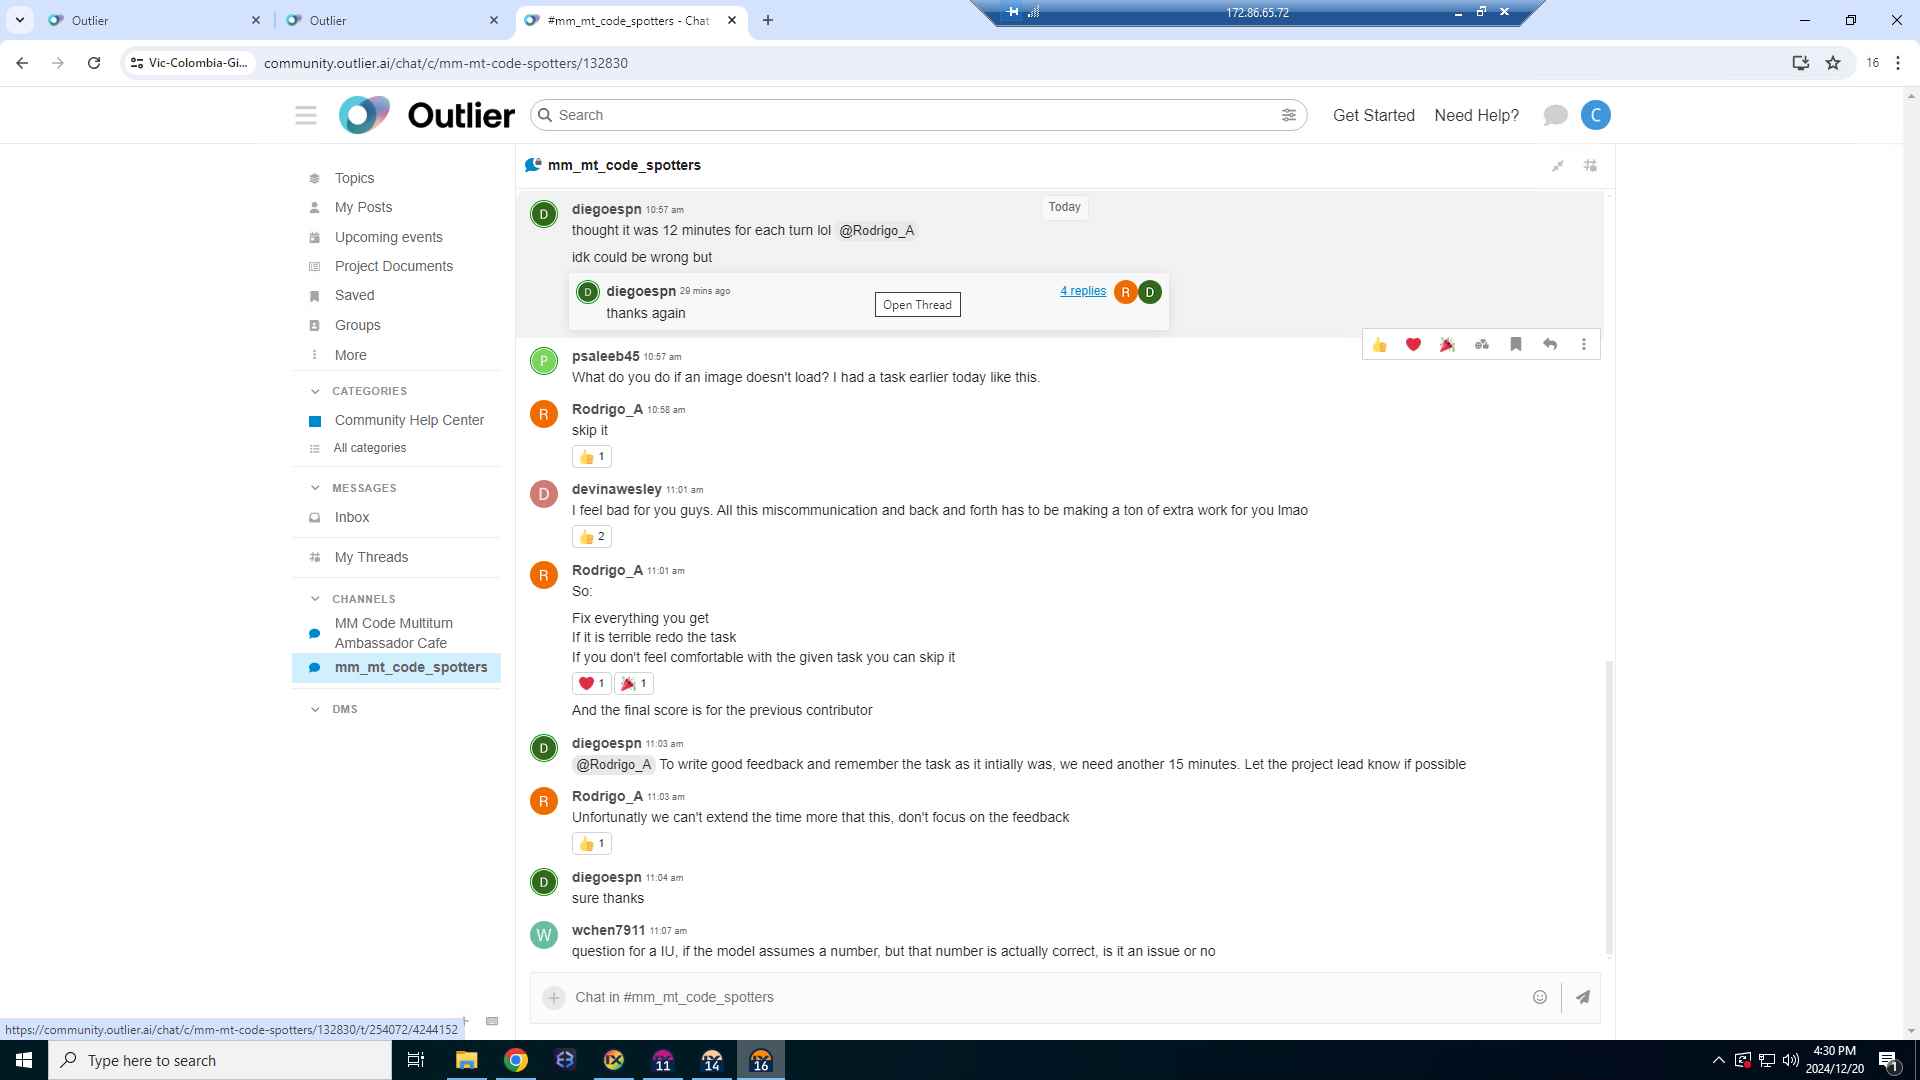 Outlier
Outlier
#mm_mt_code_spotters - Chat
172.86.65.72
Vic-Colombia-Gi...
community.outlier.ai/chat/c/mm-mt-code-spotters/132830
16
Outlier
Search
Get Started
Need Help?
C
Topics
My Posts
Upcoming events
Project Documents
Saved
Groups
More
CATEGORIES
Community Help Center
All categories
MESSAGES
Inbox
My Threads
CHANNELS
MM Code Multiturn
Ambassador Cafe
mm_mt_code_spotters
DMS
mm_mt_code_spotters
Today
D
diegoespn 10:57 am
thought it was 12 minutes for each turn lol @Rodrigo_A
idk could be wrong but
D
diegoespn 29 mins ago
4 replies
R
D
thanks again
Open Thread
P
psaleeb45 10:57 am
What do you do if an image doesn't load? I had a task earlier today like this.
R
Rodrigo_A 10:58 am
skip it
1
D
devinawesley 11:01 am
I feel bad for you guys. All this miscommunication and back and forth has to be making a ton of extra work for you lmao
2
R
Rodrigo_A 11:01 am
So:
Fix everything you get
If it is terrible redo the task
If you don't feel comfortable with the given task you can skip it
1
1
And the final score is for the previous contributor
D
diegoespn 11:03 am
@Rodrigo_A To write good feedback and remember the task as it intially was, we need another 15 minutes. Let the project lead know if possible
R
Rodrigo_A 11:03 am
Unfortunatly we can't extend the time more that this, don't focus on the feedback
1
D
diegoespn 11:04 am
sure thanks
W
wchen7911 11:07 am
question for a IU, if the model assumes a number, but that number is actually correct, is it an issue or no
Chat in #mm_mt_code_spotters
https://community.outlier.ai/chat/c/mm-mt-code-spotters/132830/t/254072/4244152
Type here to search
11
14
16
4:30 PM
2024/12/20
1